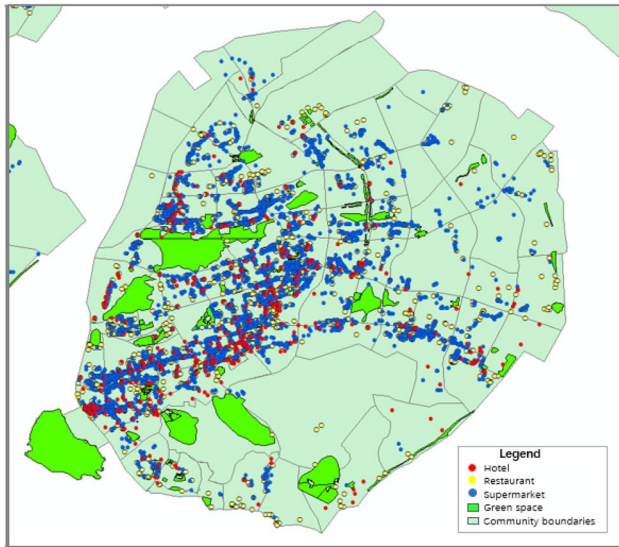 Legend
Hotel
Restaurant
Supermarket
Green space
Community boundaries